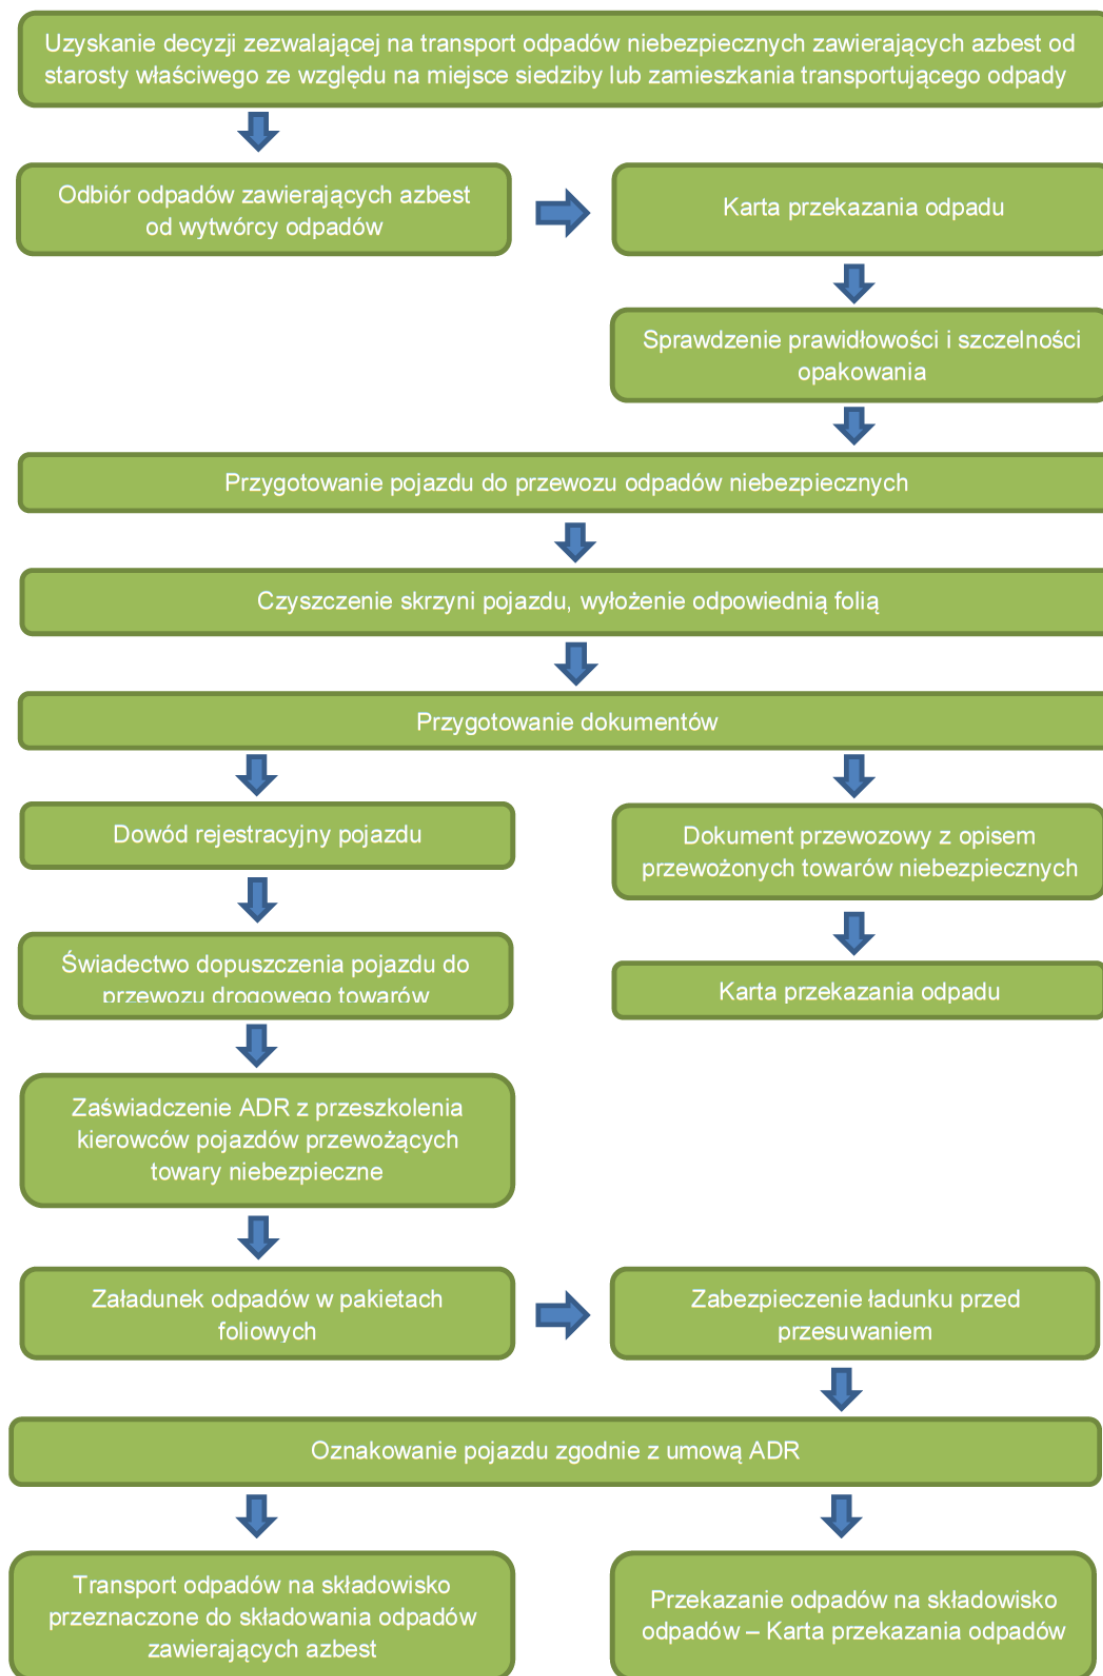 Uzyskanie decyzji zezwalającej na transport odpadów niebezpiecznych zawierających azbest od
starosty właściwego ze względu na miejsce siedziby lub zamieszkania transportującego odpady
Odbiór odpadów zawierających azbest
od wytwórcy odpadów
Karta przekazania odpadu
Sprawdzenie prawidłowości i szczelności
opakowania
Przygotowanie pojazdu do przewozu odpadów niebezpiecznych
Czyszczenie skrzyni pojazdu, wyłożenie odpowiednią folią
Przygotowanie dokumentów
Dowód rejestracyjny pojazdu
Dokument przewozowy z opisem
przewożonych towarów niebezpiecznych
Świadectwo dopuszczenia pojazdu do
przewozu drogowego towarów
Karta przekazania odpadu
Zaświadczenie ADR z przeszkolenia
kierowców pojazdów przewożących
towary niebezpieczne
Załadunek odpadów w pakietach
foliowych
Zabezpieczenie ładunku przed
przesuwaniem
Oznakowanie pojazdu zgodnie z umową ADR
Transport odpadów na składowisko
przeznaczone do składowania odpadów
zawierających azbest
Przekazanie odpadów na składowisko
odpadów – Karta przekazania odpadów